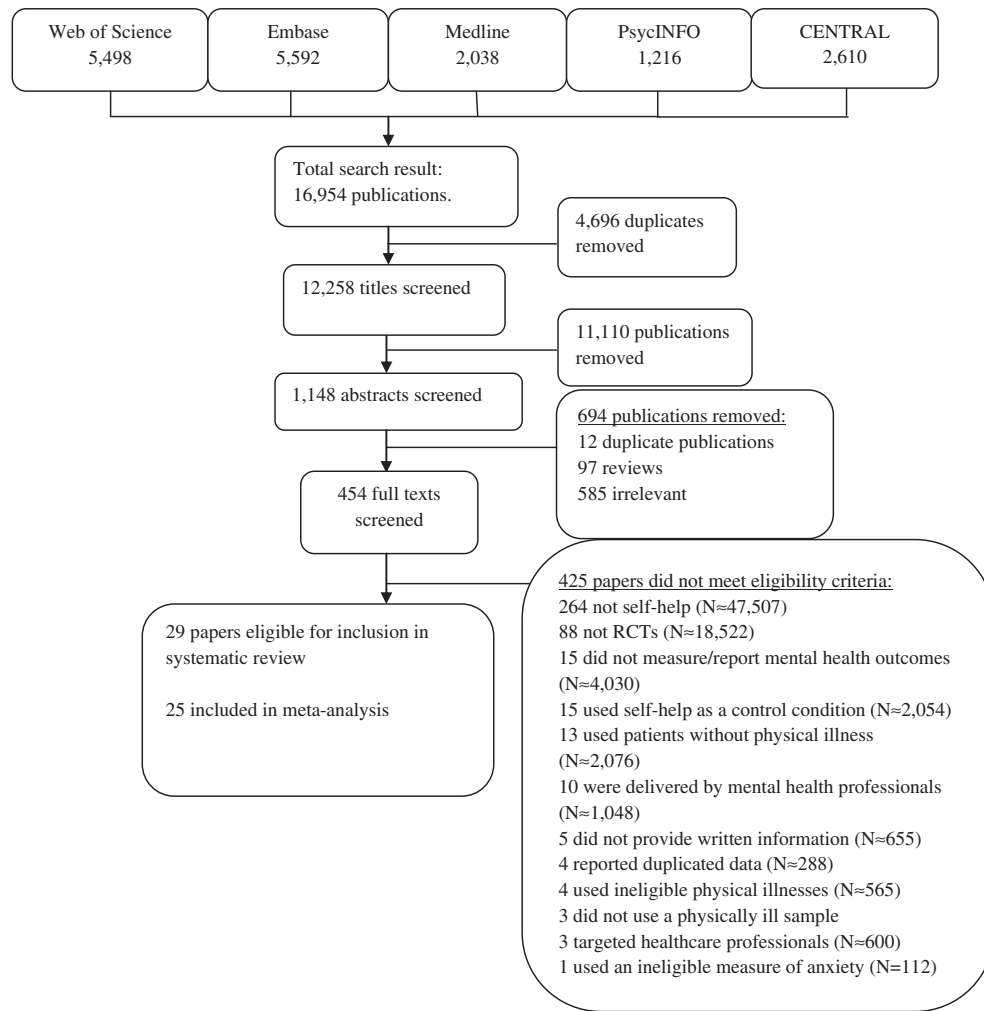 Web of Science
5,498
Embase
5,592
Medline
2,038
PsycINFO
1,216
CENTRAL
2,610
Total search result:
16,954 publications.
4,696 duplicates
removed
12,258 titles screened
11,110 publications
removed
1,148 abstracts screened
694 publications removed:
12 duplicate publications
97 reviews
585 irrelevant
454 full texts
screened
425 papers did not meet eligibility criteria:
264 not self-help (N≈47,507)
88 not RCTs (N≈18,522)
15 did not measure/report mental health outcomes
(N≈4,030)
15 used self-help as a control condition (N≈2,054)
13 used patients without physical illness
(N≈2,076)
10 were delivered by mental health professionals
(N≈1,048)
5 did not provide written information (N≈655)
4 reported duplicated data (N≈288)
4 used ineligible physical illnesses (N≈565)
3 did not use a physically ill sample
3 targeted healthcare professionals (N≈600)
1 used an ineligible measure of anxiety (N=112)
29 papers eligible for inclusion in
systematic review
25 included in meta-analysis